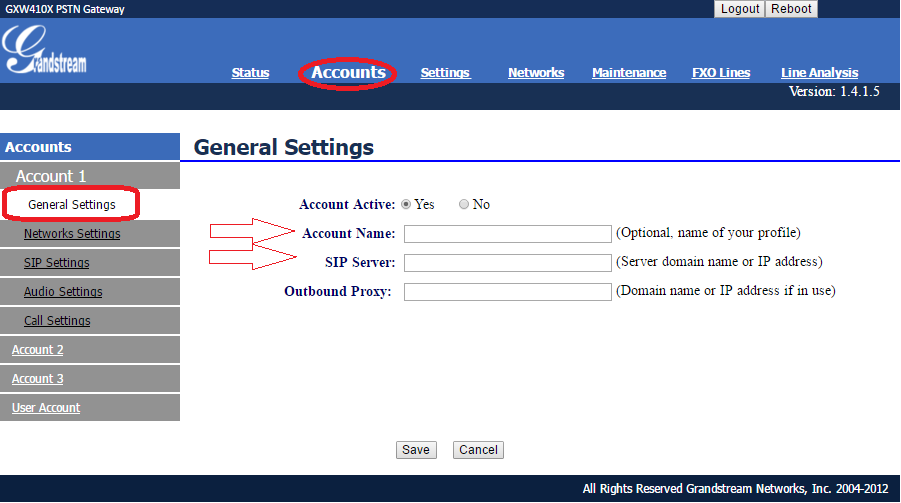 GXW410X PSTN Gateway Logout Reboot
Grandstream
Status Accounts Settings Networks Maintenance FXO Lines Line Analysis
Version: 1.4.1.5
Accounts
General Settings
Account 1
General Settings
Networks Settings
SIP Settings
Audio Settings
Call Settings
Account 2
Account 3
User Account
Account Active: Yes No
Account Name: (Optional, name of your profile)
SIP Server: (Server domain name or IP address)
Outbound Proxy: (Domain name or IP address if in use)
Save Cancel
All Rights Reserved Grandstream Networks, Inc. 2004-2012